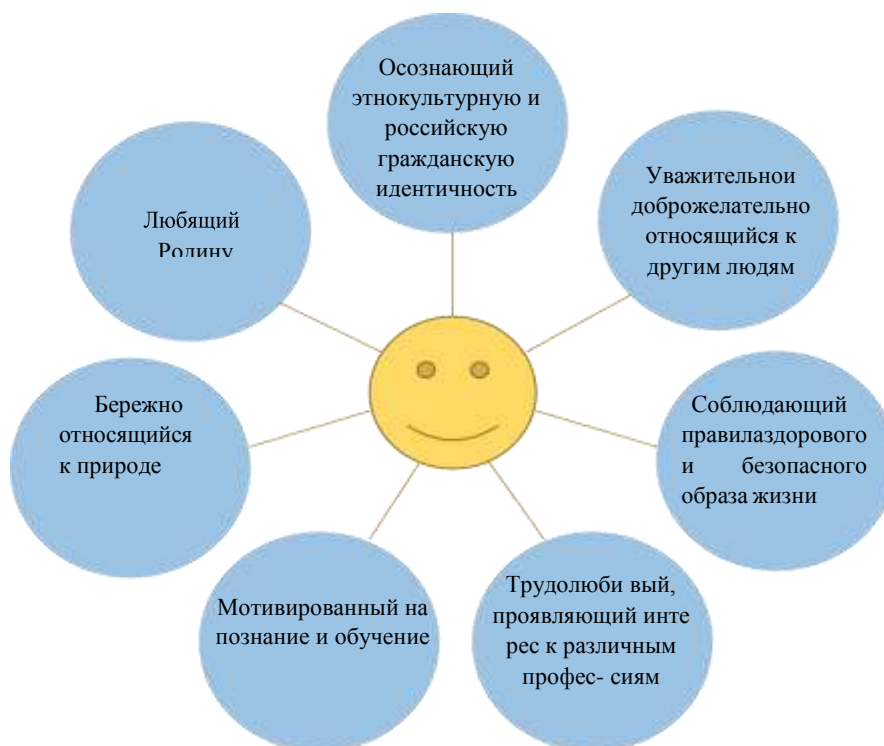 Осознающий
этнокультурную и
российскую
гражданскую
идентичность
Уважительнои
доброжелательно
относящийся к
другим людям
Любящий
Родину
Бережно
относящийся
к природе
Соблюдающий
правилаздорового
и безопасного
образа жизни
Мотивированный на
познание и обучение
Трудолюби вый,
проявляющий инте
рес к различным
профес- сиям